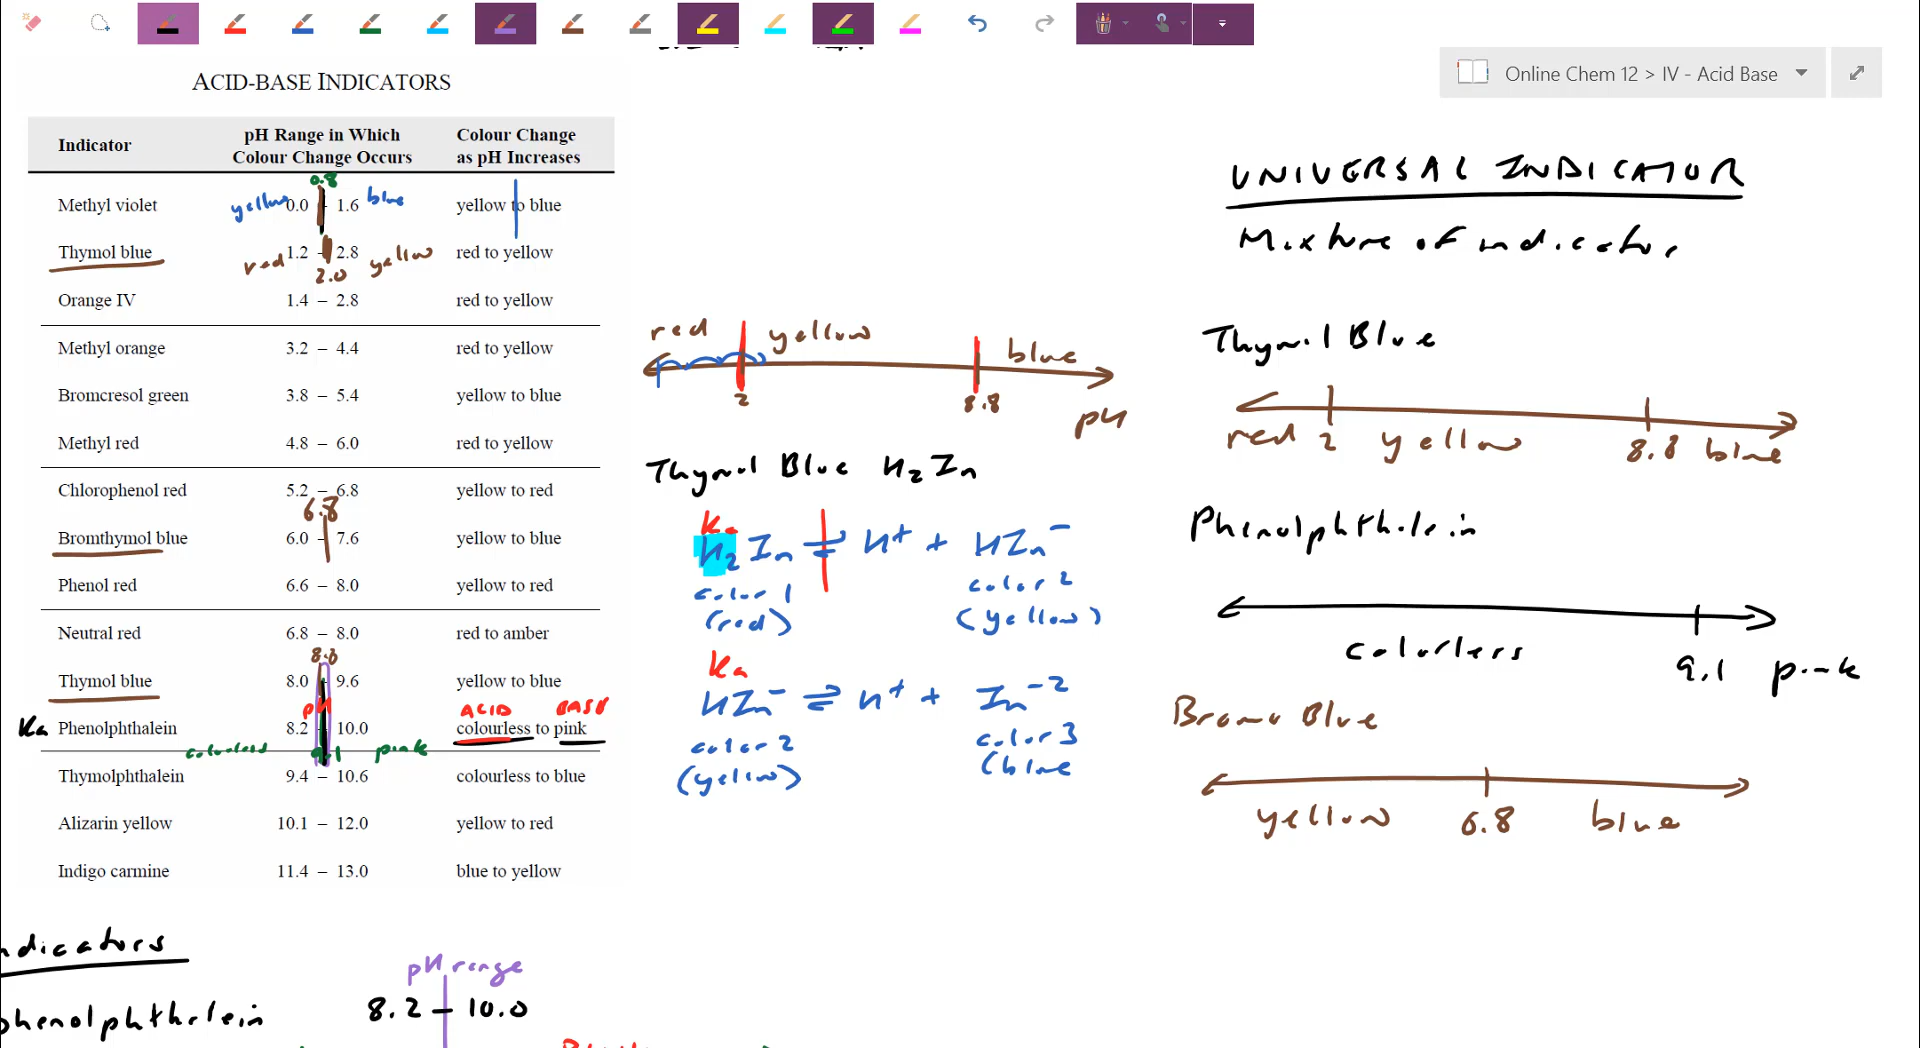 Online Chem 12 > IV - Acid Base
ACID-BASE INDICATORS
Indicator
pH Range in Which Colour Change Occurs
Colour Change as pH Increases
0.8
Methyl violet yellow 0.0 – 1.6 blue yellow to blue
Thymol blue red 1.2 – 2.8 yellow red to yellow
2.0
Orange IV 1.4 – 2.8 red to yellow
Methyl orange 3.2 – 4.4 red to yellow
Bromcresol green 3.8 – 5.4 yellow to blue
Methyl red 4.8 – 6.0 red to yellow
Chlorophenol red 5.2 – 6.8 yellow to red
6.8
Bromthymol blue 6.0 – 7.6 yellow to blue
Phenol red 6.6 – 8.0 yellow to red
Neutral red 6.8 – 8.0 red to amber
8.8
Thymol blue 8.0 – 9.6 yellow to blue
pH ACID BASE
Ka Phenolphthalein 8.2 – 10.0 colourless to pink
colorless 9.1 pink
Thymolphthalein 9.4 – 10.6 colourless to blue
Alizarin yellow 10.1 – 12.0 yellow to red
Indigo carmine 11.4 – 13.0 blue to yellow
ndicators
phenolphthelein
pH range
8.2 – 10.0
red yellow blue
2 8.8 pH
Thymol Blue H2In
Ka
H2In ⇌ H+ + HIn−
color 1 color 2
(red) (yellow)
Ka
HIn− ⇌ H+ + In−2
color 2 color 3
(yellow) (blue
UNIVERSAL INDICATOR
Mixture of indicator
Thymil Blue
red 2 yellow 8.8 blue
Phenolphthelein
colorless 9.1 pink
Bromo Blue
yellow 6.8 blue